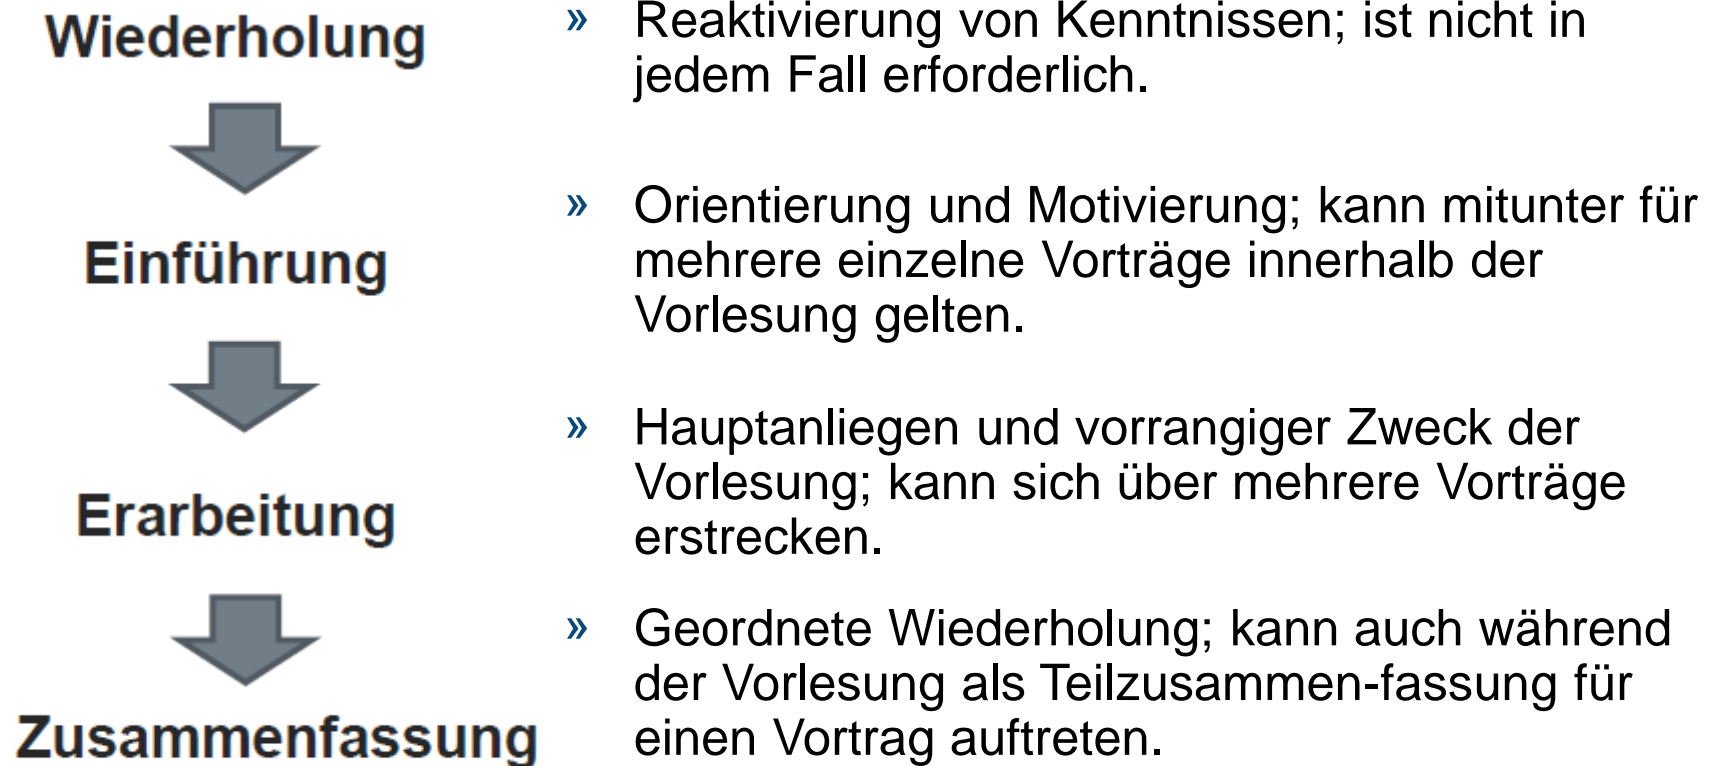 Wiederholung
» Reaktivierung von Kenntnissen; ist nicht in
jedem Fall erforderlich.
Einführung
» Orientierung und Motivierung; kann mitunter für
mehrere einzelne Vorträge innerhalb der
Vorlesung gelten.
Erarbeitung
» Hauptanliegen und vorrangiger Zweck der
Vorlesung; kann sich über mehrere Vorträge
erstrecken.
Zusammenfassung
» Geordnete Wiederholung; kann auch während
der Vorlesung als Teilzusammen-fassung für
einen Vortrag auftreten.